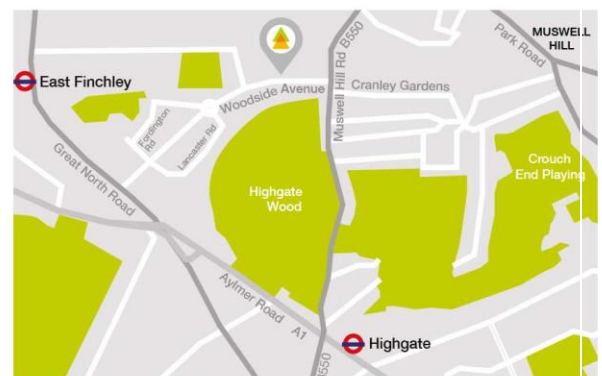 MUSWELL
HILL
Park Road
B550
East Finchley
Woodside Avenue
Cranley Gardens
Muswell Hill Rd
Fordington
Rd
Lancaster Rd
Great North Road
Highgate
Wood
Crouch
End Playing
Aylmer Road
A1
Highgate
B550